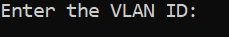 Enter the VLAN ID: